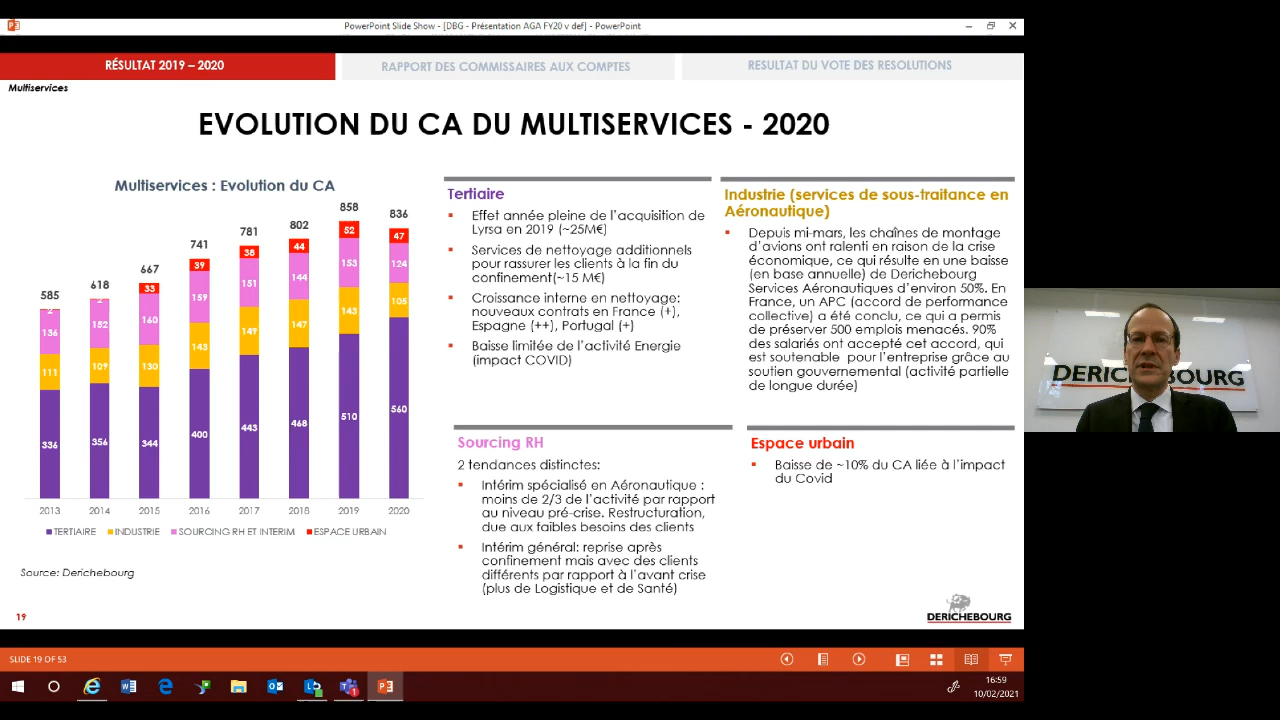 PowerPoint Slide Show - [DBG - Présentation AGA FY20 v def] - PowerPoint
RÉSULTAT 2019 – 2020
RAPPORT DES COMMISSAIRES AUX COMPTES
RESULTAT DU VOTE DES RESOLUTIONS
Multiservices
EVOLUTION DU CA DU MULTISERVICES - 2020
Multiservices : Evolution du CA
585 618 667 741 781 802 858 836
2 2 33 39 38 44 52 47
136 152 160 159 151 144 153 124
111 109 130 143 149 147 143 105
336 356 344 400 443 468 510 560
2013 2014 2015 2016 2017 2018 2019 2020
TERTIAIRE INDUSTRIE SOURCING RH ET INTERIM ESPACE URBAIN
Source: Derichebourg
Tertiaire
Effet année pleine de l'acquisition de
Lyrsa en 2019 (~25M€)
Services de nettoyage additionnels
pour rassurer les clients à la fin du
confinement(~15 M€)
Croissance interne en nettoyage:
nouveaux contrats en France (+),
Espagne (++), Portugal (+)
Baisse limitée de l'activité Energie
(impact COVID)
Industrie (services de sous-traitance en
Aéronautique)
Depuis mi-mars, les chaînes de montage
d'avions ont ralenti en raison de la crise
économique, ce qui résulte en une baisse
(en base annuelle) de Derichebourg
Services Aéronautiques d'environ 50%. En
France, un APC (accord de performance
collective) a été conclu, ce qui a permis
de préserver 500 emplois menacés. 90%
des salariés ont accepté cet accord, qui
est soutenable pour l'entreprise grâce au
soutien gouvernemental (activité partielle
de longue durée)
Sourcing RH
2 tendances distinctes:
Intérim spécialisé en Aéronautique :
moins de 2/3 de l'activité par rapport
au niveau pré-crise. Restructuration,
due aux faibles besoins des clients
Intérim général: reprise après
confinement mais avec des clients
différents par rapport à l'avant crise
(plus de Logistique et de Santé)
Espace urbain
Baisse de ~10% du CA liée à l'impact
du Covid
19
DERICHEBOURG
DERICHEBOURG
SLIDE 19 OF 53
16:59
10/02/2021